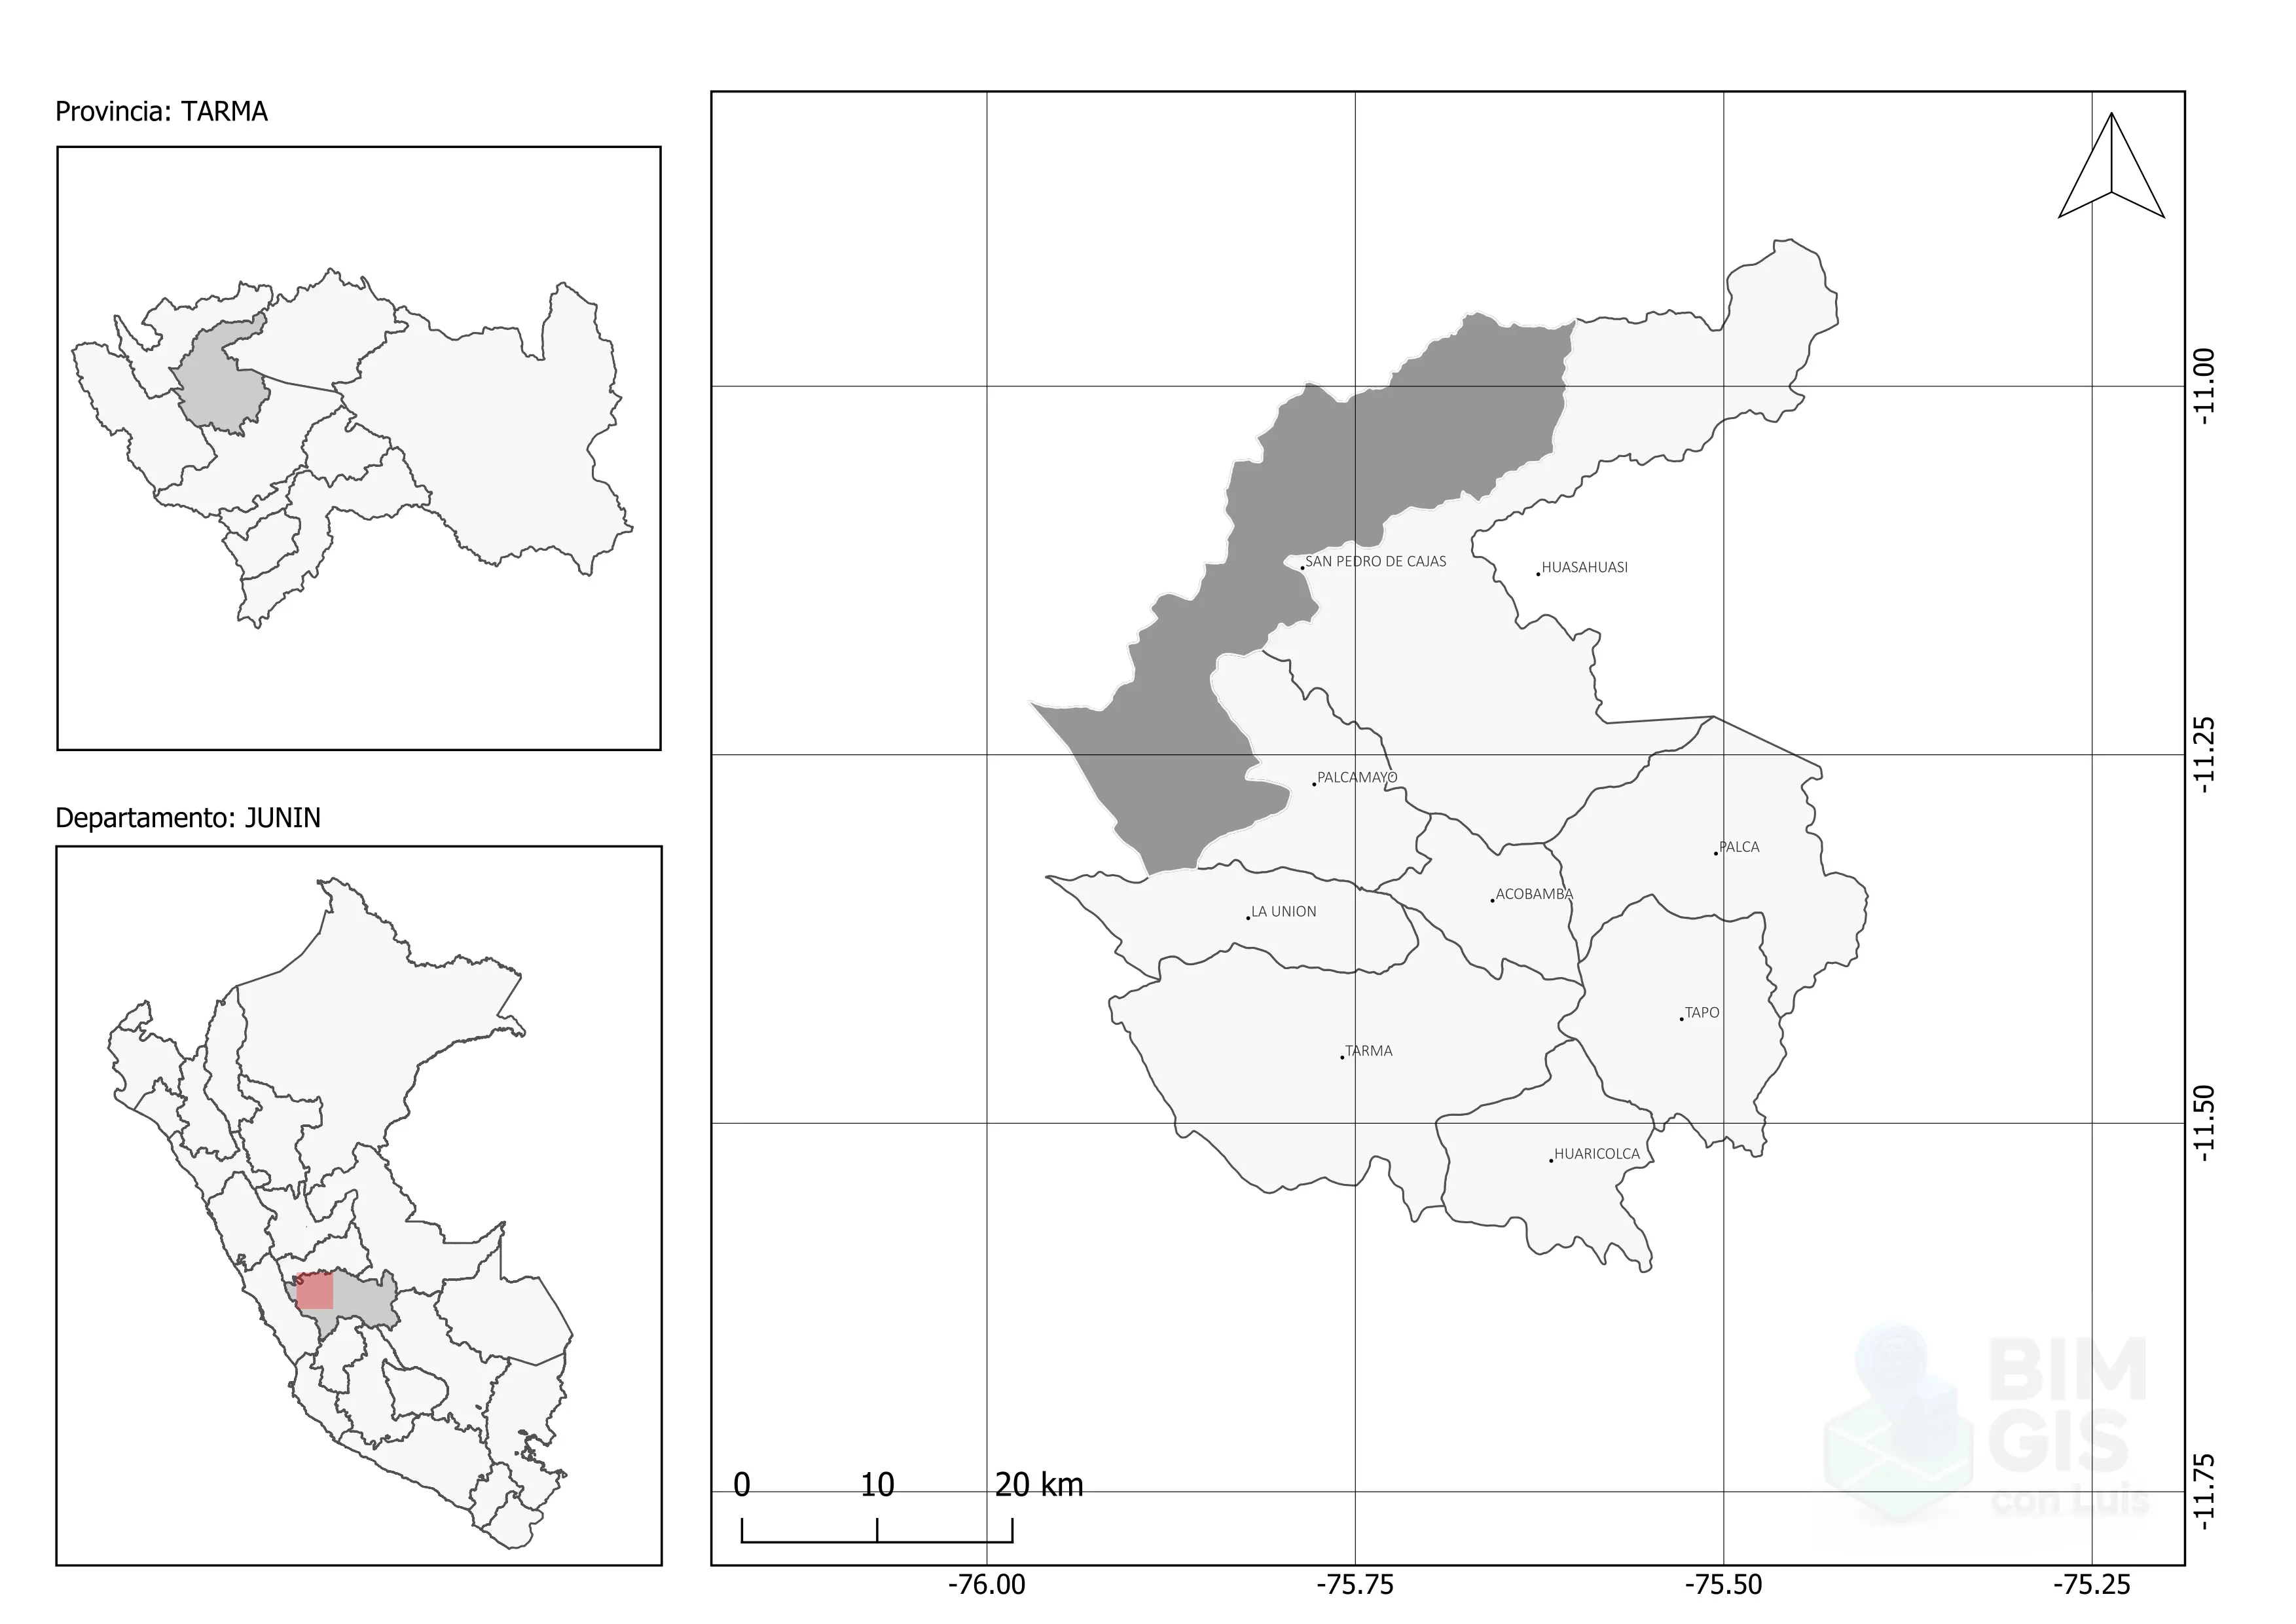 Provincia: TARMA
Departamento: JUNIN
SAN PEDRO DE CAJAS
HUASAHUASI
PALCAMAYO
PALCA
ACOBAMBA
LA UNION
TAPO
TARMA
HUARICOLCA
-11.00
-11.25
-11.50
-11.75
BIM
GIS
con Luis
0 10 20 km
-76.00 -75.75 -75.50 -75.25